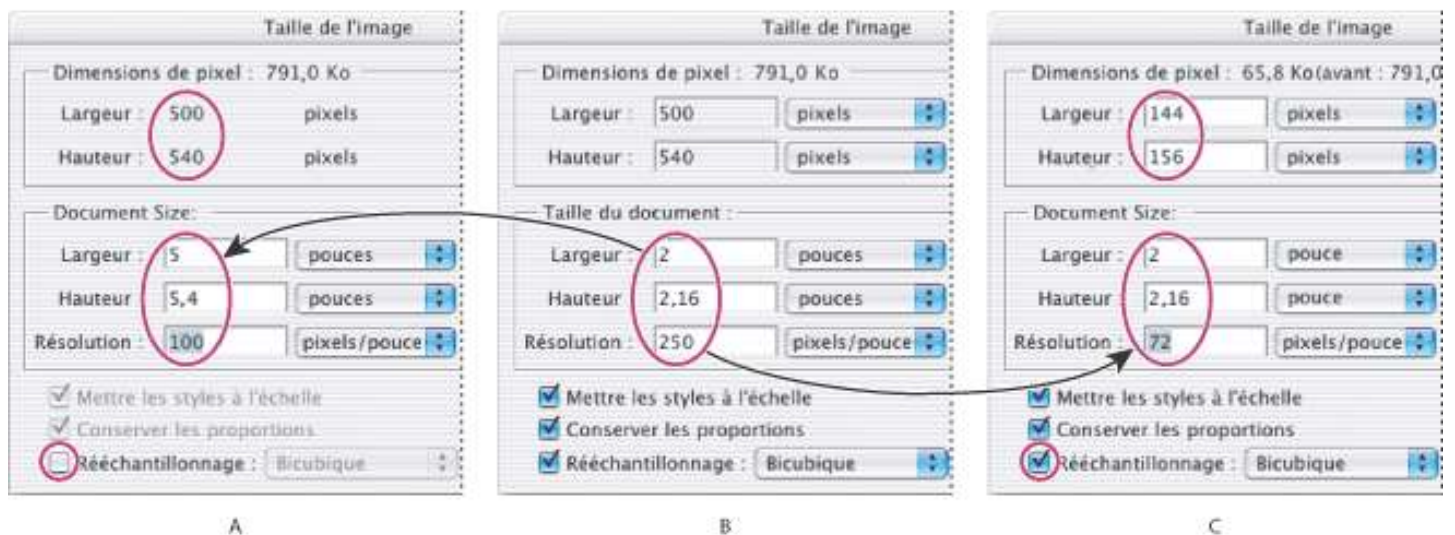 Taille de l'image
Dimensions de pixel : 791,0 Ko
Largeur : 500 pixels
Hauteur : 540 pixels
Document Size:
Largeur : 5 pouces
Hauteur 5,4 pouces
Résolution : 100 pixels/pouce
Mettre les styles à l'échelle
Conserver les proportions
Rééchantillonnage : Bicubique
A
Taille de l'image
Dimensions de pixel : 791,0 Ko
Largeur : 500 pixels
Hauteur : 540 pixels
Taille du document :
Largeur : 2 pouces
Hauteur 2,16 pouces
Résolution : 250 pixels/pouce
Mettre les styles à l'échelle
Conserver les proportions
Rééchantillonnage : Bicubique
B
Taille de l'image
Dimensions de pixel : 65,8 Ko(avant : 791,0
Largeur : 144 pixels
Hauteur : 156 pixels
Document Size:
Largeur : 2 pouce
Hauteur 2,16 pouce
Résolution : 72 pixels/pouce
Mettre les styles à l'échelle
Conserver les proportions
Rééchantillonnage : Bicubique
C